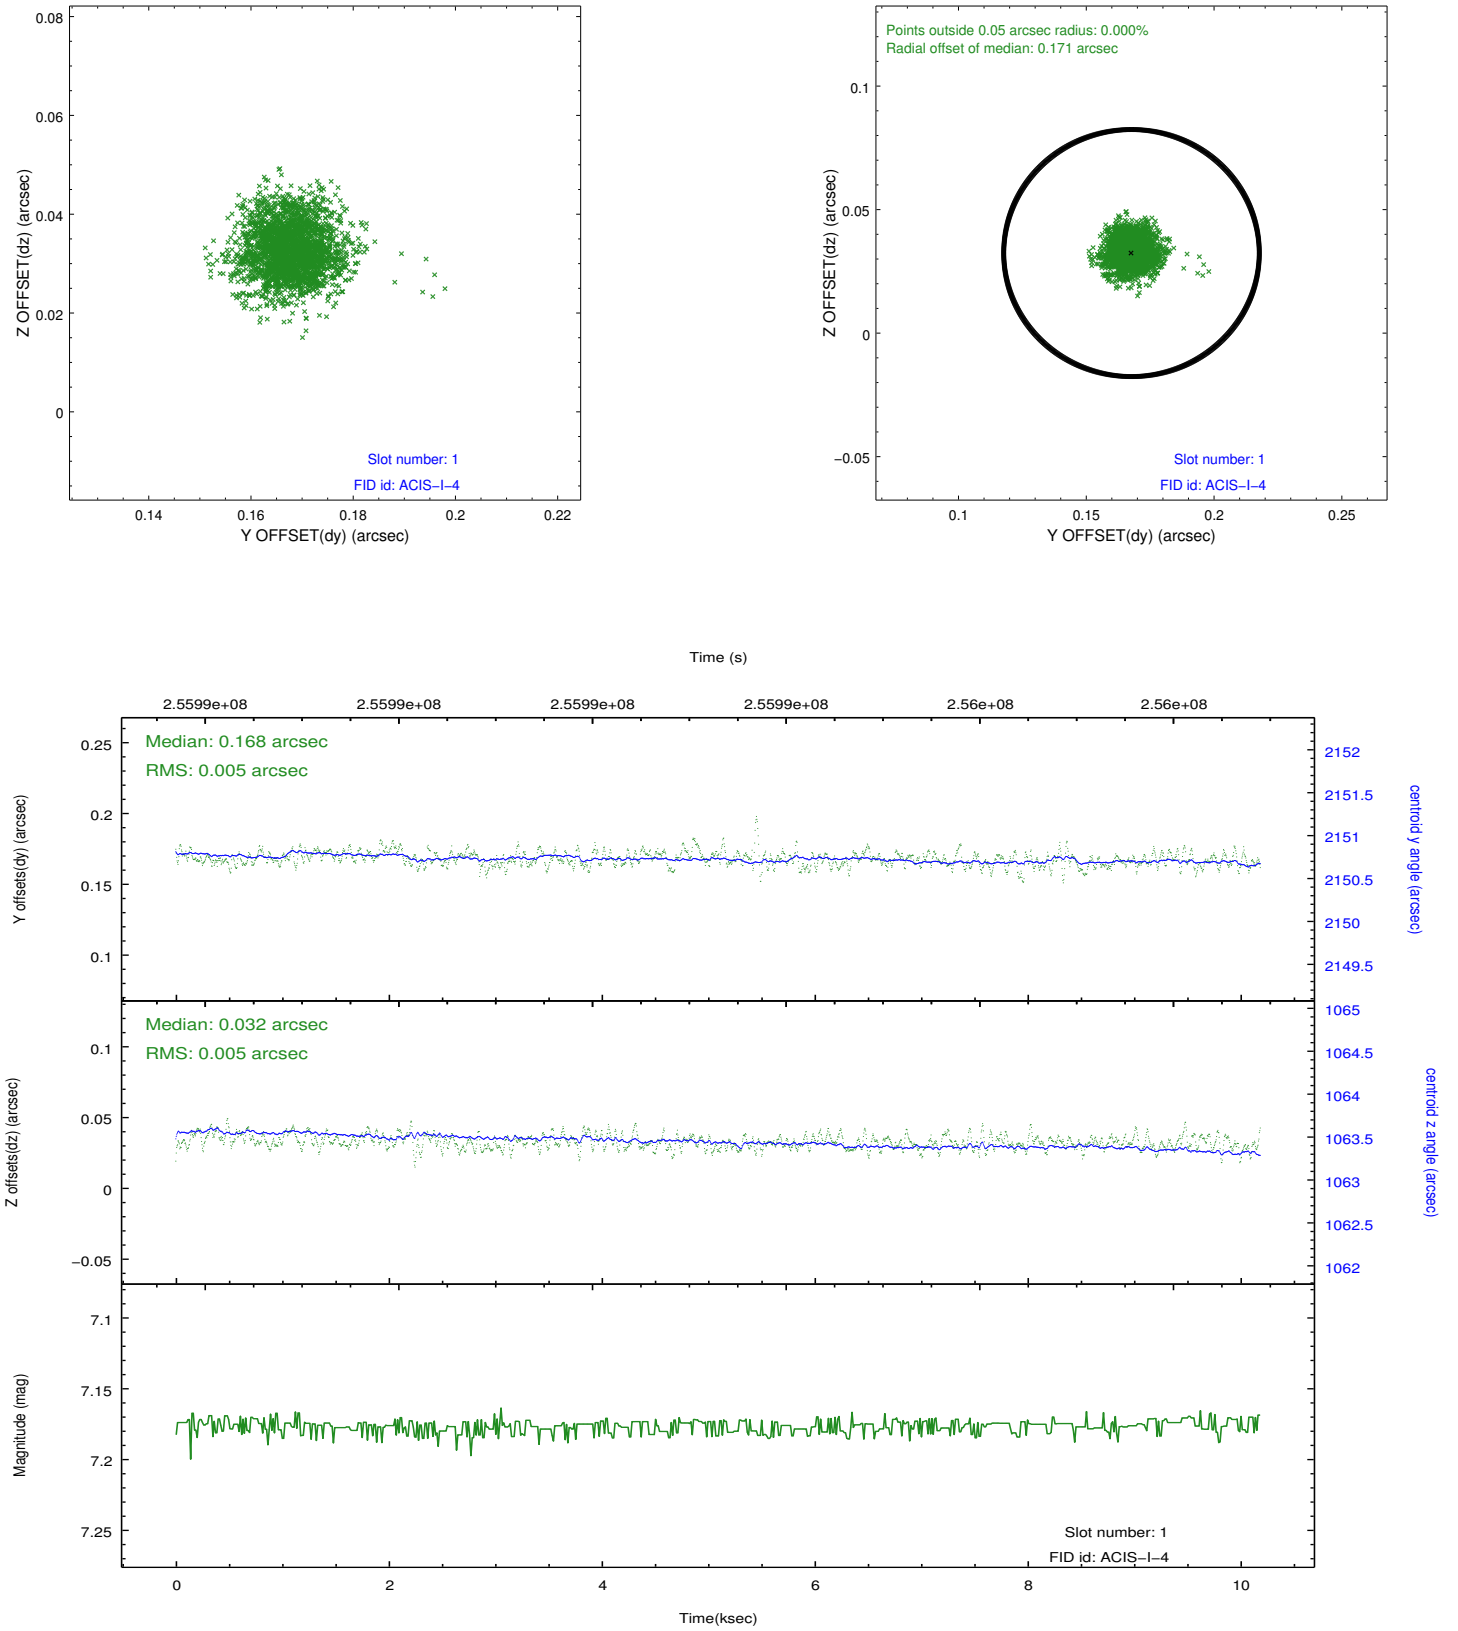 0.08
0.06
0.04
0.02
0
Z OFFSET(dz) (arcsec)
Slot number: 1
FID id: ACIS−I−4
0.14 0.16 0.18 0.2 0.22
Y OFFSET(dy) (arcsec)
Points outside 0.05 arcsec radius: 0.000%
Radial offset of median: 0.171 arcsec
0.1
0.05
0
−0.05
Z OFFSET(dz) (arcsec)
Slot number: 1
FID id: ACIS−I−4
0.1 0.15 0.2 0.25
Y OFFSET(dy) (arcsec)
Time (s)
2.5599e+08 2.5599e+08 2.5599e+08 2.5599e+08 2.56e+08 2.56e+08
Median: 0.168 arcsec
RMS: 0.005 arcsec
0.25
0.2
0.15
0.1
Y offsets(dy) (arcsec)
2152
2151.5
2151
2150.5
2150
2149.5
centroid y angle (arcsec)
Median: 0.032 arcsec
RMS: 0.005 arcsec
0.1
0.05
0
−0.05
Z offsets(dz) (arcsec)
1065
1064.5
1064
1063.5
1063
1062.5
1062
centroid z angle (arcsec)
7.1
7.15
7.2
7.25
Magnitude (mag)
Slot number: 1
FID id: ACIS−I−4
0 2 4 6 8 10
Time(ksec)